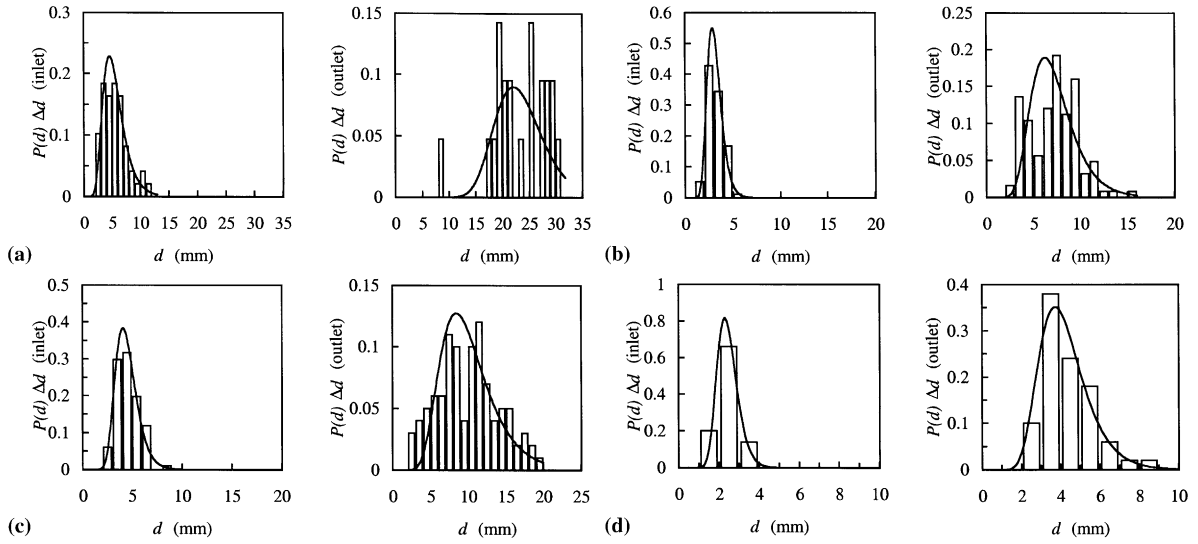 0.3
0.2
0.1
0
P(d) Δd (inlet)
0 5 10 15 20 25 30 35
d (mm)
(a)
0.15
0.1
0.05
0
P(d) Δd (outlet)
0 5 10 15 20 25 30 35
d (mm)
0.6
0.5
0.4
0.3
0.2
0.1
0
P(d) Δd (inlet)
0 5 10 15 20
d (mm)
(b)
0.25
0.2
0.15
0.1
0.05
0
P(d) Δd (outlet)
0 5 10 15 20
d (mm)
0.5
0.4
0.3
0.2
0.1
0
P(d) Δd (inlet)
0 5 10 15 20
d (mm)
(c)
0.15
0.1
0.05
0
P(d) Δd (outlet)
0 5 10 15 20 25
d (mm)
1
0.8
0.6
0.4
0.2
0
P(d) Δd (inlet)
0 2 4 6 8 10
d (mm)
(d)
0.4
0.3
0.2
0.1
0
P(d) Δd (outlet)
0 2 4 6 8 10
d (mm)